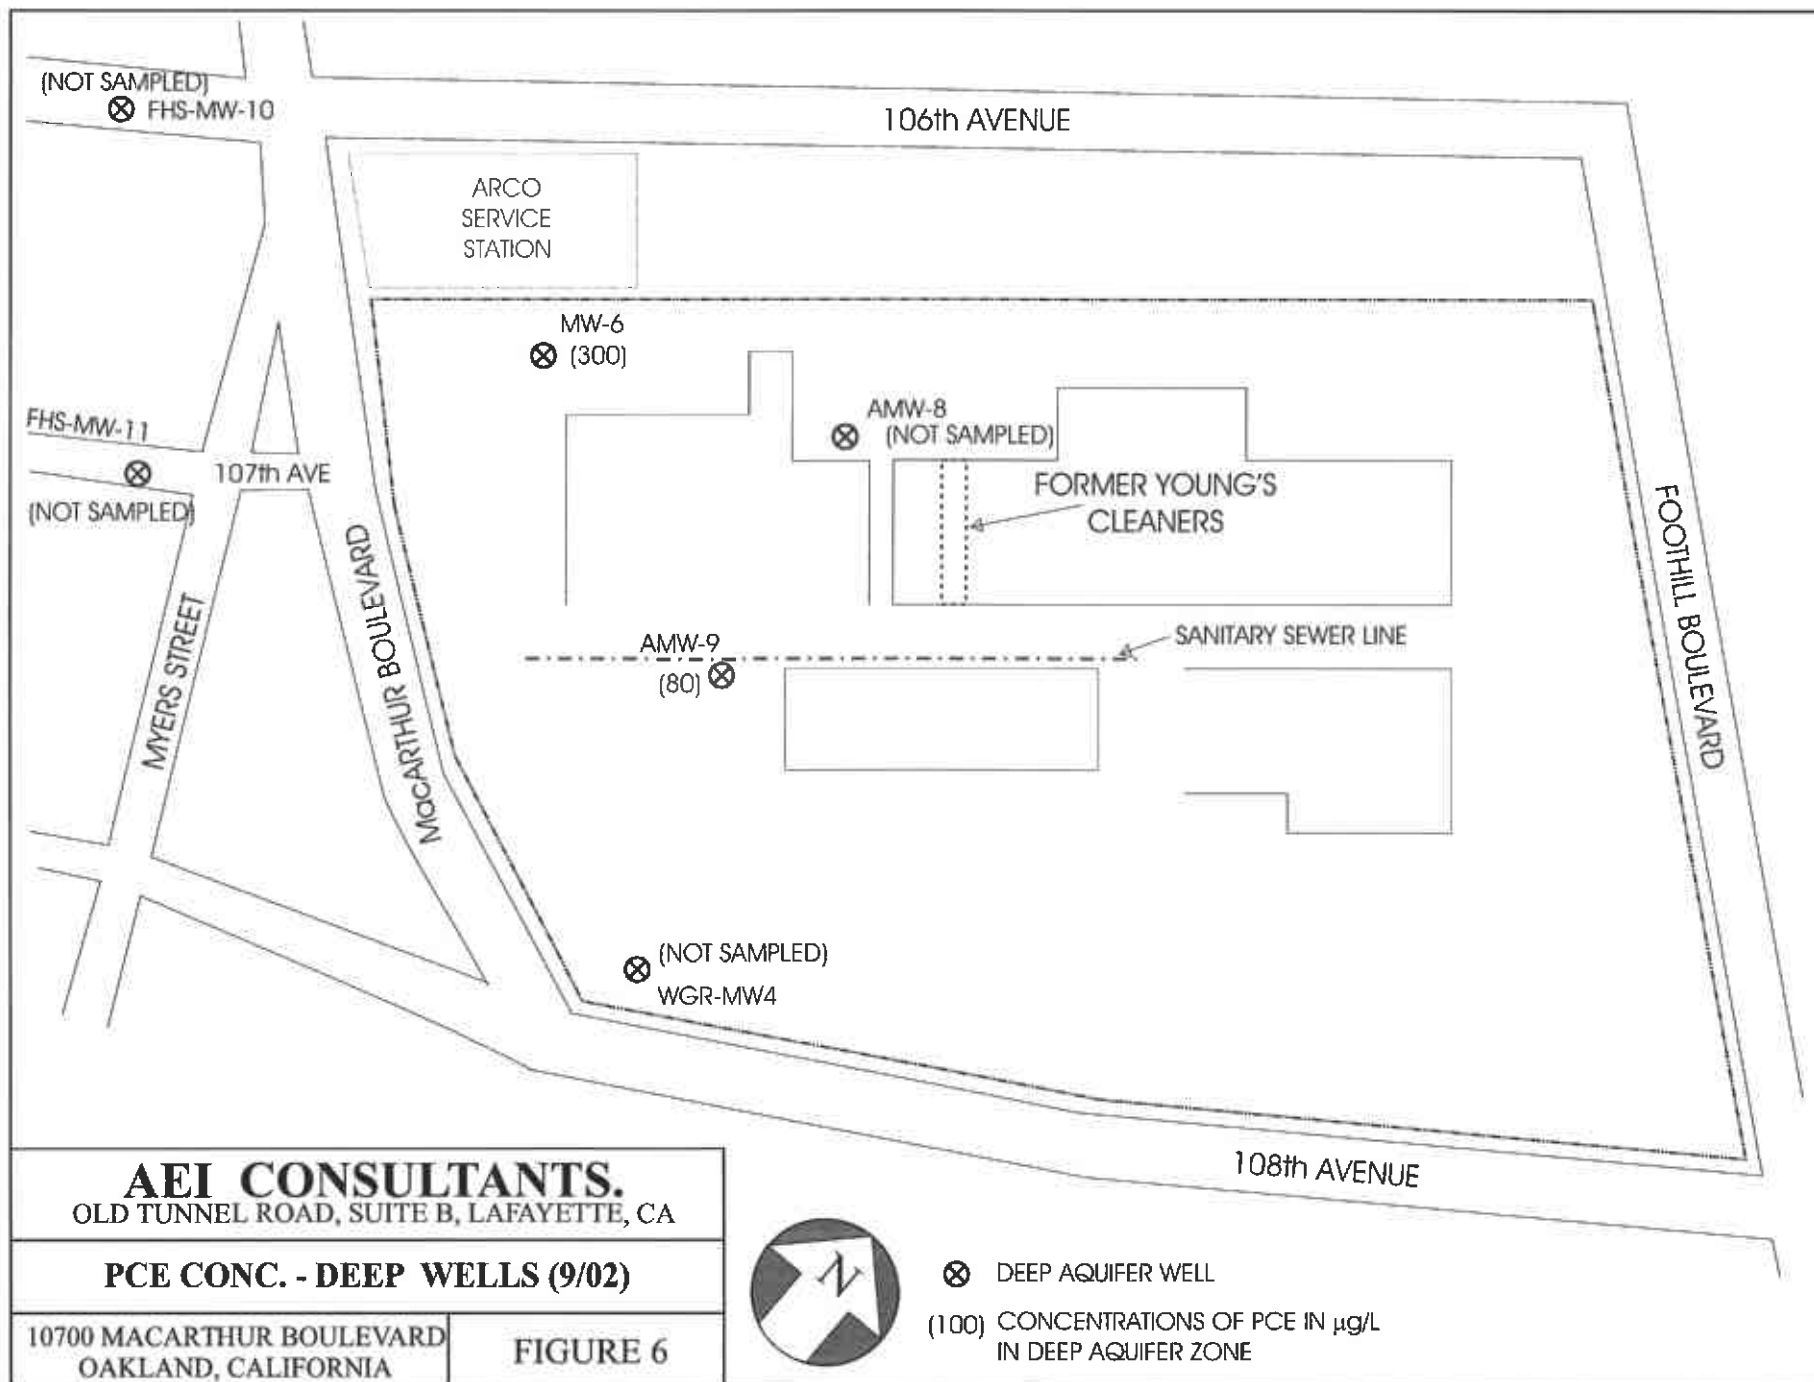 (NOT SAMPLED)
FHS-MW-10
106th AVENUE
ARCO
SERVICE
STATION
MW-6
(300)
AMW-8
(NOT SAMPLED)
FHS-MW-11
107th AVE
(NOT SAMPLED)
FORMER YOUNG'S
CLEANERS
FOOTHILL BOULEVARD
MacARTHUR BOULEVARD
MYERS STREET
SANITARY SEWER LINE
AMW-9
(80)
(NOT SAMPLED)
WGR-MW4
108th AVENUE
AEI CONSULTANTS.
OLD TUNNEL ROAD, SUITE B, LAFAYETTE, CA
PCE CONC. - DEEP WELLS (9/02)
10700 MACARTHUR BOULEVARD
OAKLAND, CALIFORNIA
FIGURE 6
N
DEEP AQUIFER WELL
(100) CONCENTRATIONS OF PCE IN µg/L
IN DEEP AQUIFER ZONE